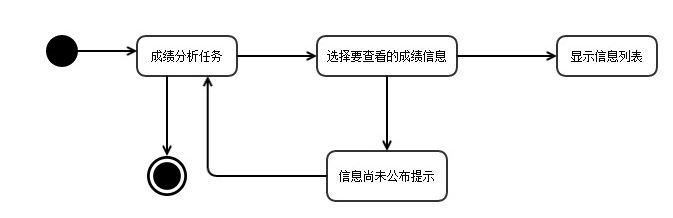 成绩分析任务
选择要查看的成绩信息
显示信息列表
信息尚未公布提示